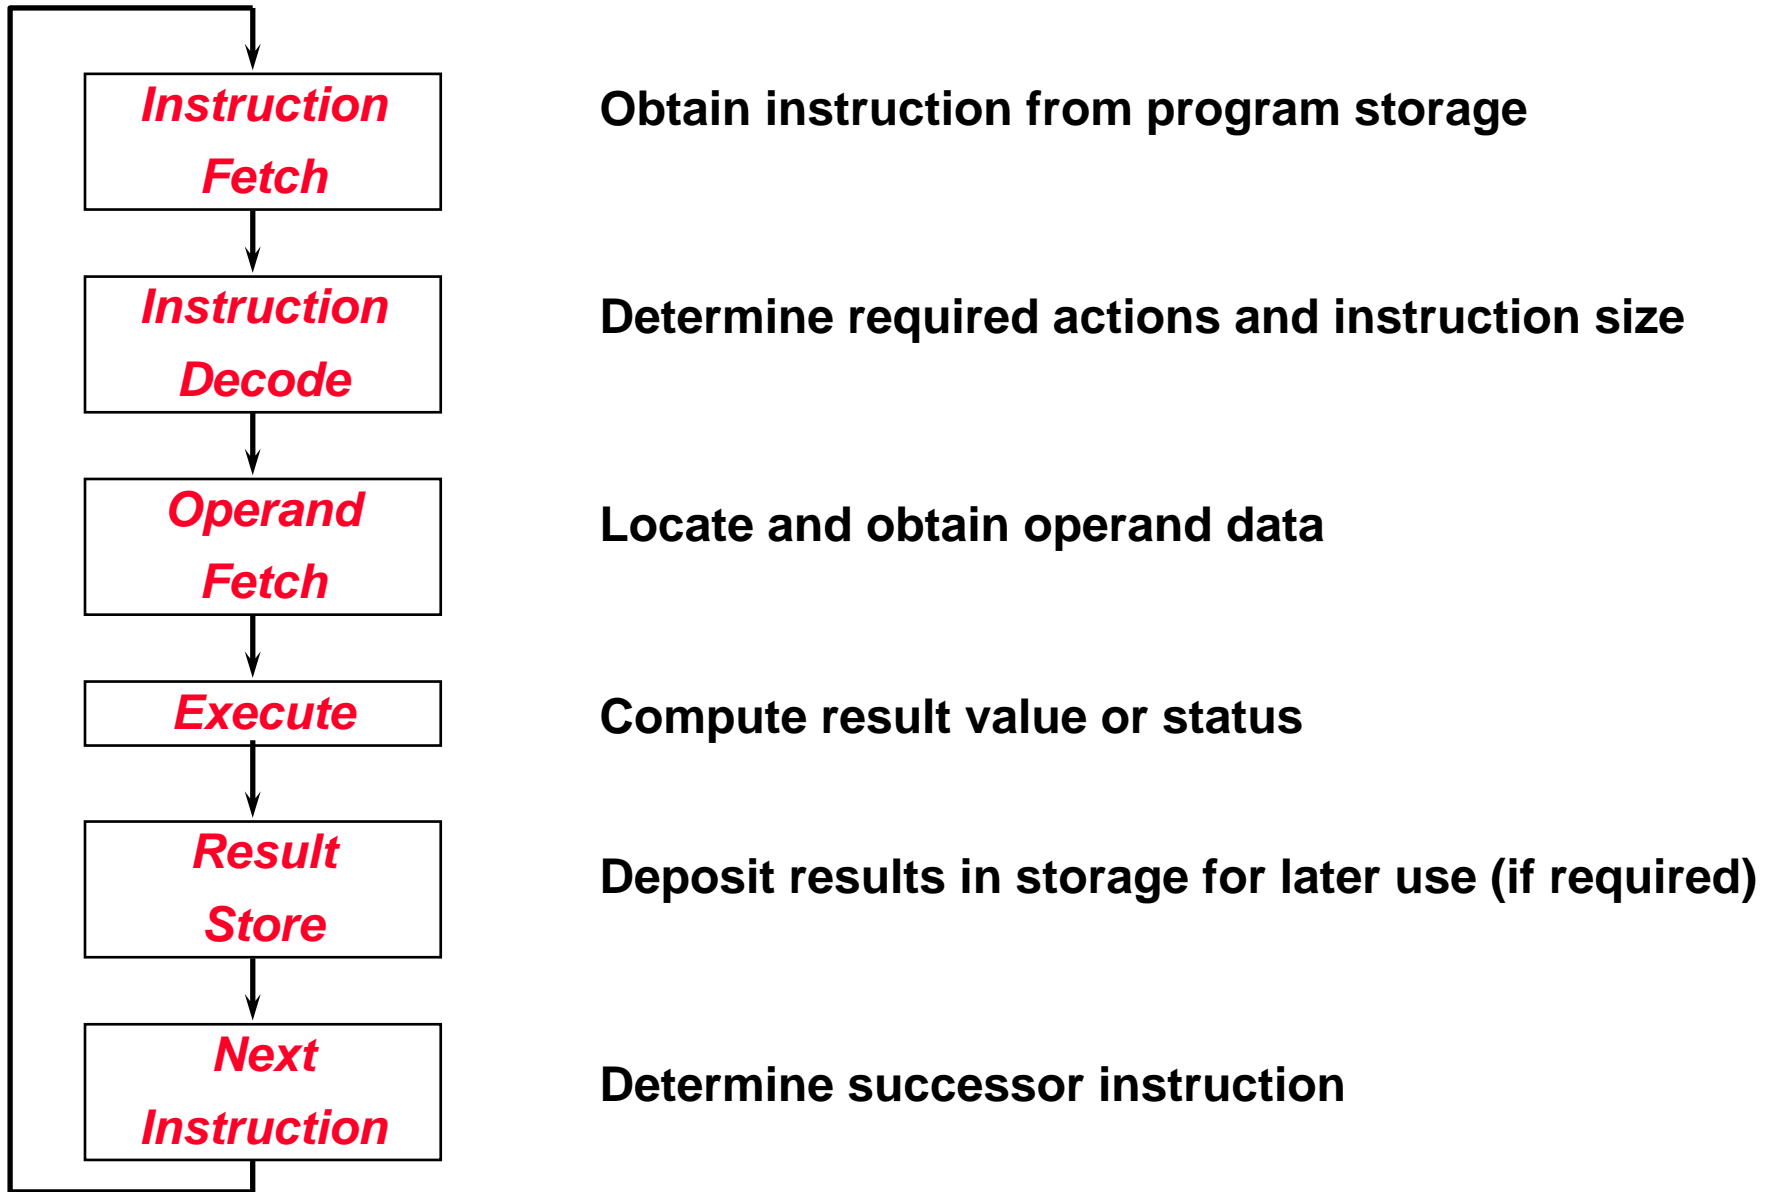 Instruction
Fetch
Obtain instruction from program storage
Instruction
Decode
Determine required actions and instruction size
Operand
Fetch
Locate and obtain operand data
Execute
Compute result value or status
Result
Store
Deposit results in storage for later use (if required)
Next
Instruction
Determine successor instruction